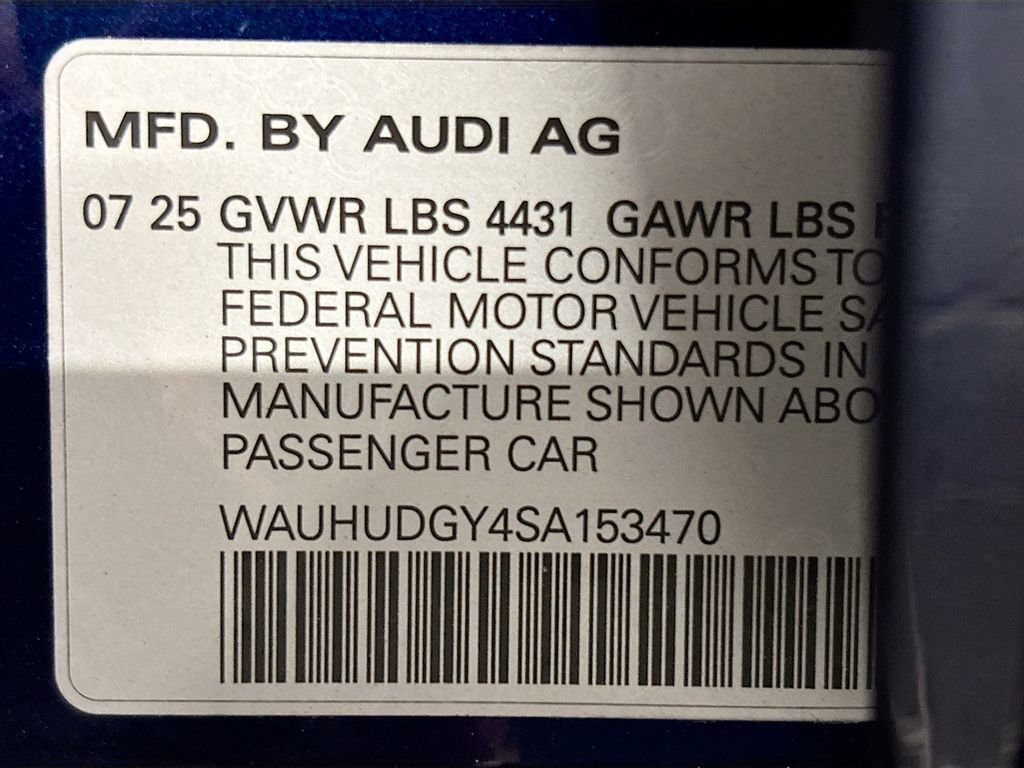 MFD. BY AUDI AG
07 25 GVWR LBS 4431 GAWR LBS
THIS VEHICLE CONFORMS TO
FEDERAL MOTOR VEHICLE
PREVENTION STANDARDS IN
MANUFACTURE SHOWN
PASSENGER CAR
WAUHUDGY4SA153470